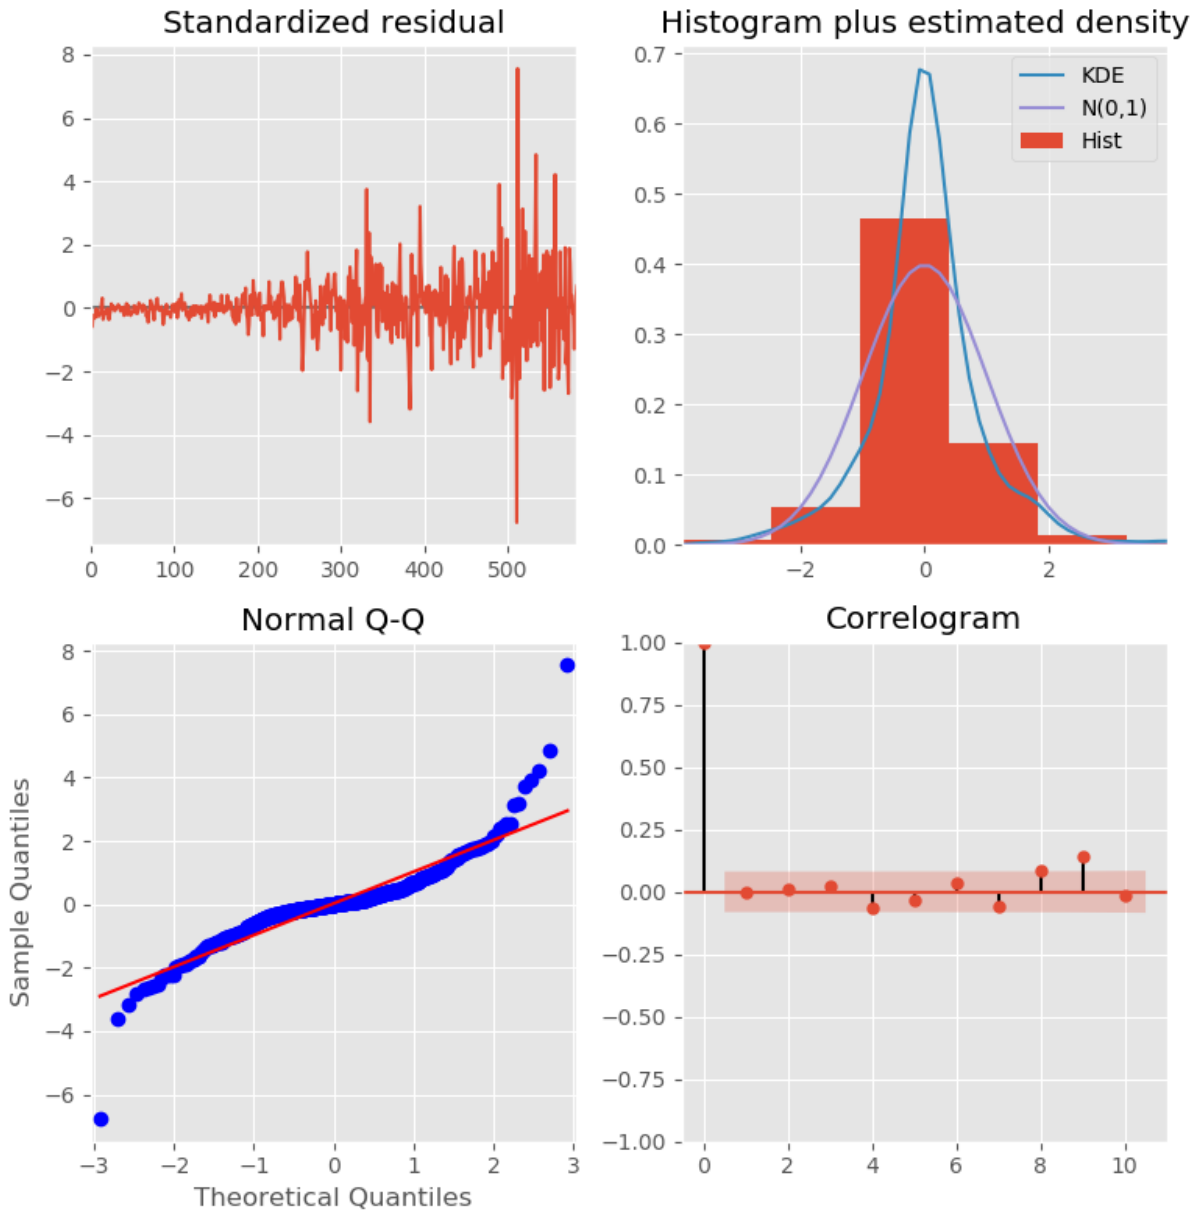 Standardized residual
8
6
4
2
0
−2
−4
−6
0 100 200 300 400 500
Histogram plus estimated density
0.7
0.6
0.5
0.4
0.3
0.2
0.1
0.0
−2 0 2
KDE
N(0,1)
Hist
Normal Q-Q
Sample Quantiles
8
6
4
2
0
−2
−4
−6
−3 −2 −1 0 1 2 3
Theoretical Quantiles
Correlogram
1.00
0.75
0.50
0.25
0.00
−0.25
−0.50
−0.75
−1.00
0 2 4 6 8 10